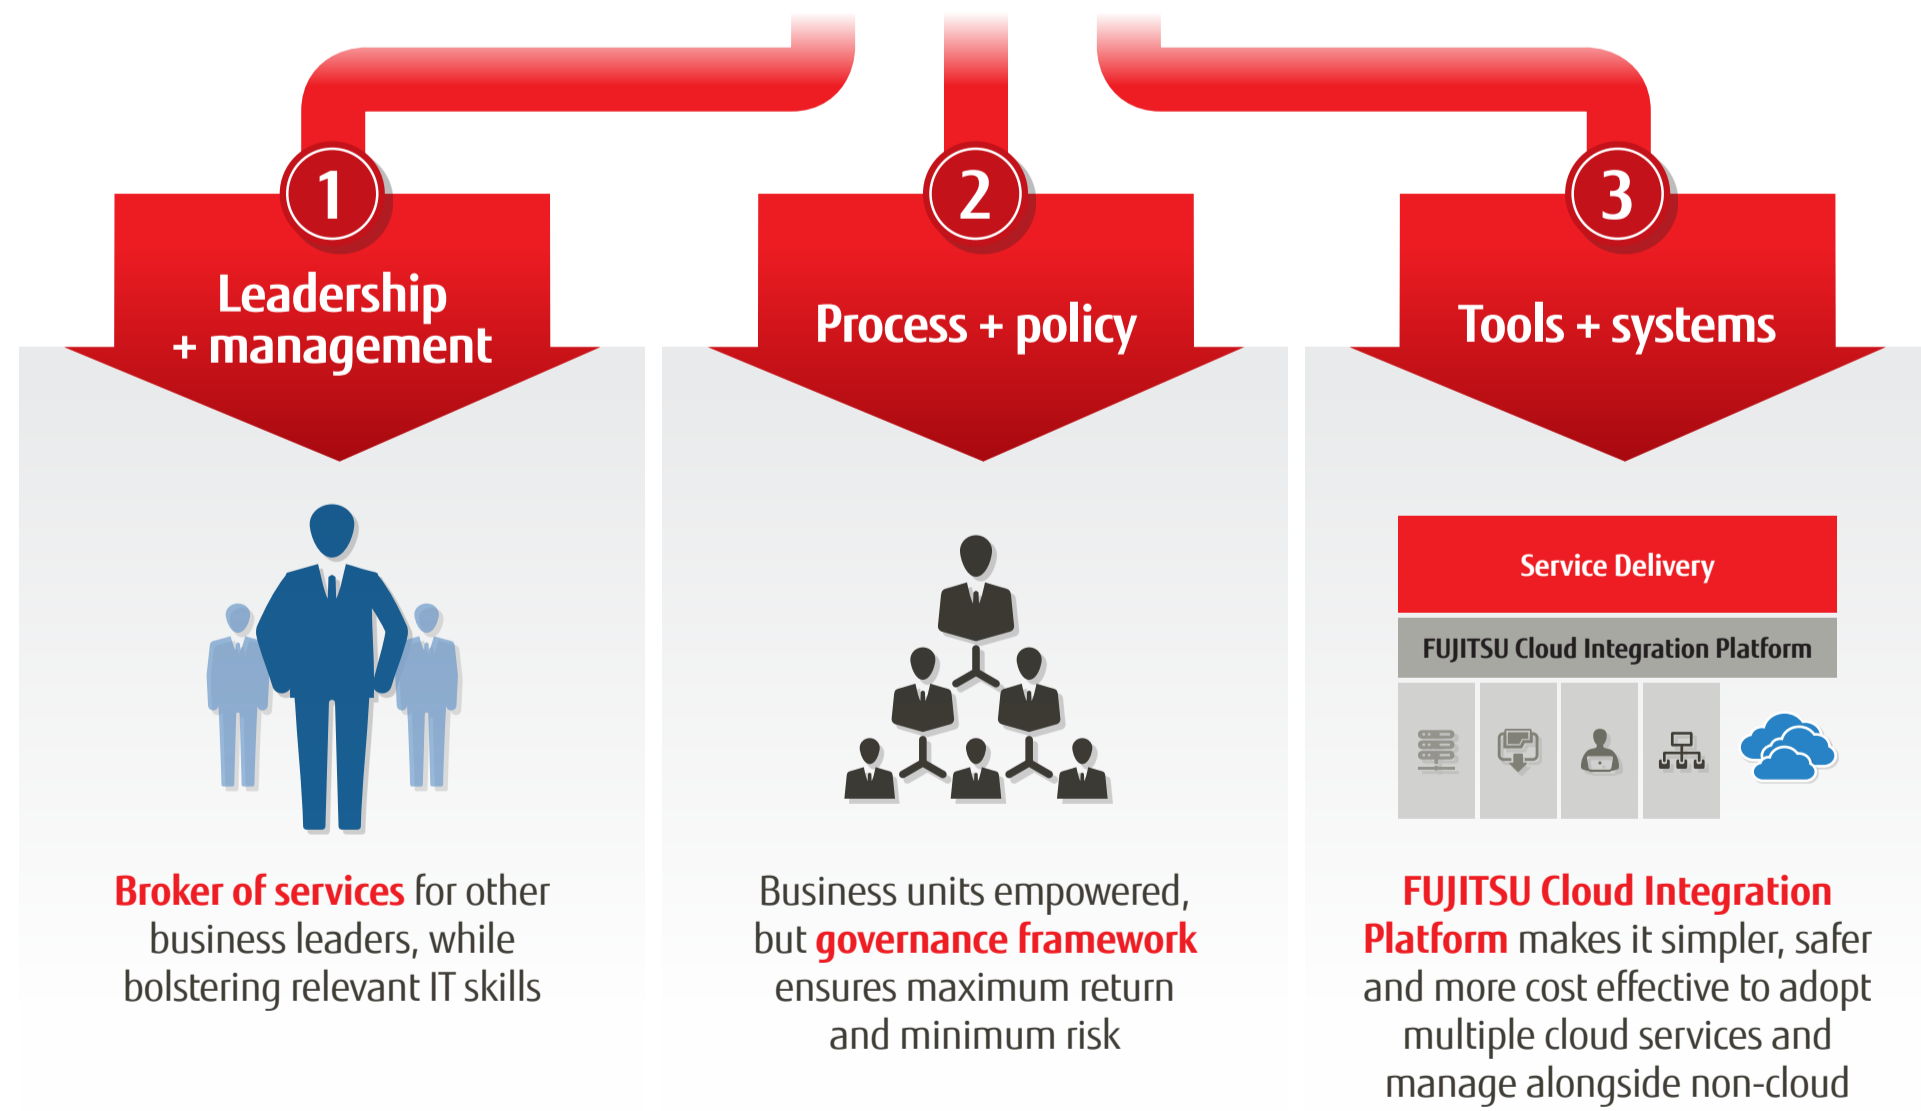 1
Leadership
+ management
Broker of services for other
business leaders, while
bolstering relevant IT skills
2
Process + policy
Business units empowered,
but governance framework
ensures maximum return
and minimum risk
3
Tools + systems
Service Delivery
FUJITSU Cloud Integration Platform
FUJITSU Cloud Integration
Platform makes it simpler, safer
and more cost effective to adopt
multiple cloud services and
manage alongside non-cloud